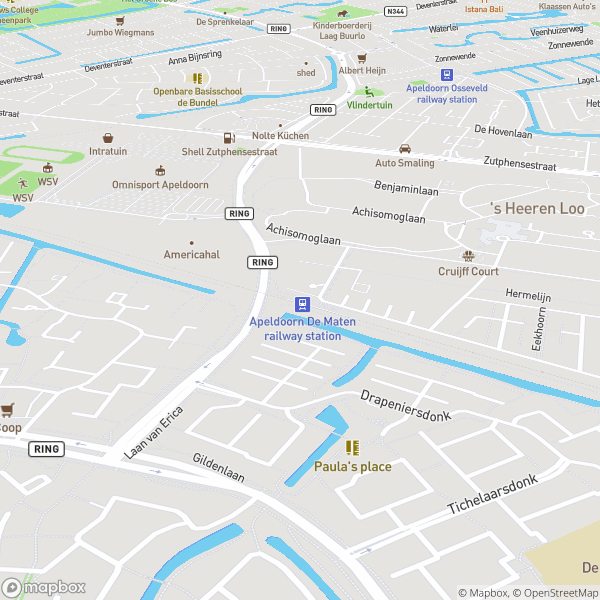 De Sprenkelaar
Jumbo Wiegmans
RING
Kinderboerderij
Laag Buurlo
N344
Deventerstraat
Istana Bali
Klaassen Auto's
Veenhuizerweg
Waterlei
Zonnewende
Zonnewende
Anna Bijnsring
Deventerstraat
Deventerstraat
shed
Albert Heijn
Openbare Basisschool
de Bundel
Vlindertuin
Apeldoorn Osseveld
railway station
RING
De Hovenlaan
Nolte Küchen
Intratuin
Shell Zutphensestraat
Auto Smaling
Zutphensestraat
WSV
WSV
Omnisport Apeldoorn
Benjaminlaan
Achisomoglaan
's Heeren Loo
RING
Achisomoglaan
Americahal
RING
Cruijff Court
Hermelijn
Eekhoorn
Apeldoorn De Maten
railway station
Drapeniersdonk
Coop
Laan van Erica
RING
Gildenlaan
Paula's place
Tichelaarsdonk
De
mapbox
© Mapbox, © OpenStreetMap